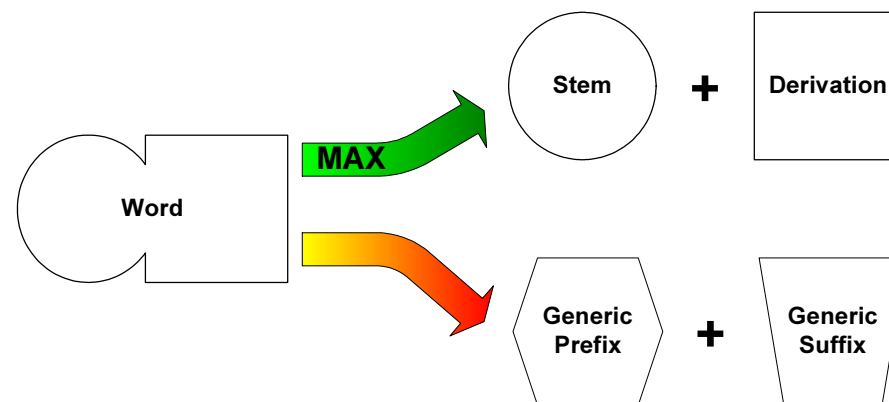 Stem + Derivation
MAX
Word
Generic
Prefix
+
Generic
Suffix